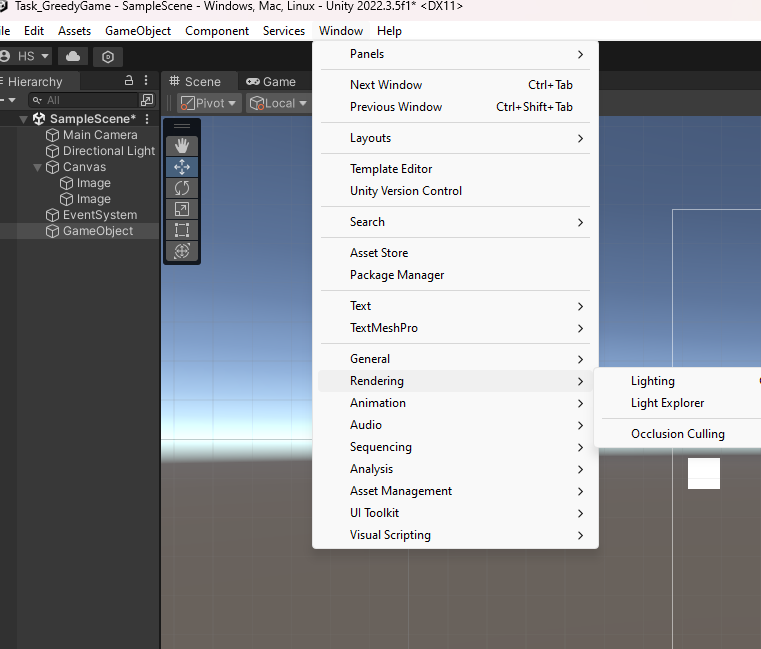 Task_GreedyGame - SampleScene - Windows, Mac, Linux - Unity 2022.3.5f1* <DX11>
Edit Assets GameObject Component Services Window Help
HS
Hierarchy
All
SampleScene*
Main Camera
Directional Light
Canvas
Image
Image
EventSystem
GameObject
Scene Game
Pivot Local
Panels
Next Window Ctrl+Tab
Previous Window Ctrl+Shift+Tab
Layouts
Template Editor
Unity Version Control
Search
Asset Store
Package Manager
Text
TextMeshPro
General
Rendering
Animation
Audio
Sequencing
Analysis
Asset Management
UI Toolkit
Visual Scripting
Lighting
Light Explorer
Occlusion Culling